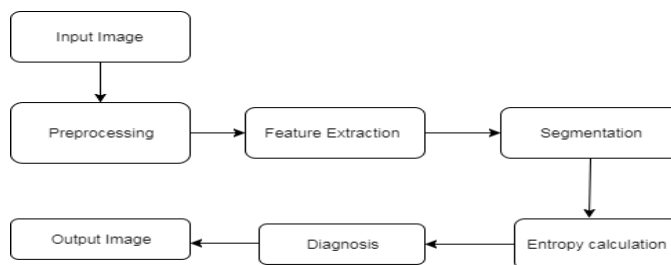 Input Image
Preprocessing
Feature Extraction
Segmentation
Entropy calculation
Diagnosis
Output Image